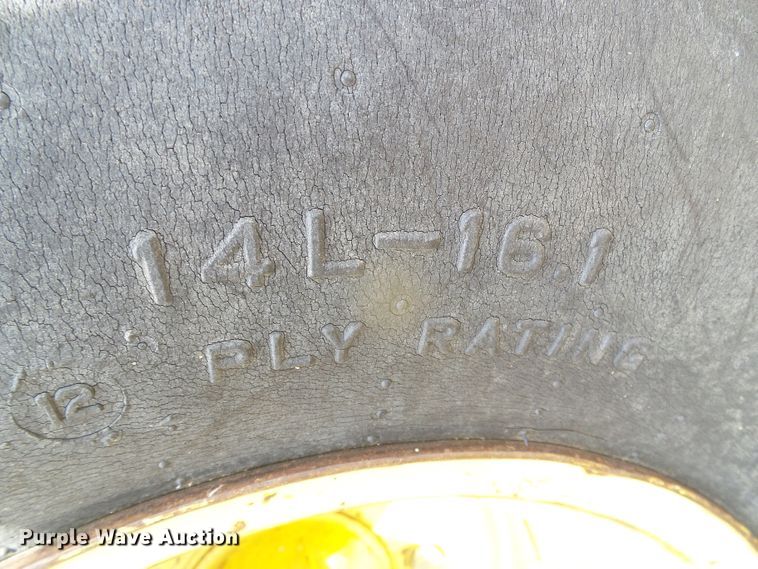 14L-16.1
12 PLY RATING
Purple Wave Auction